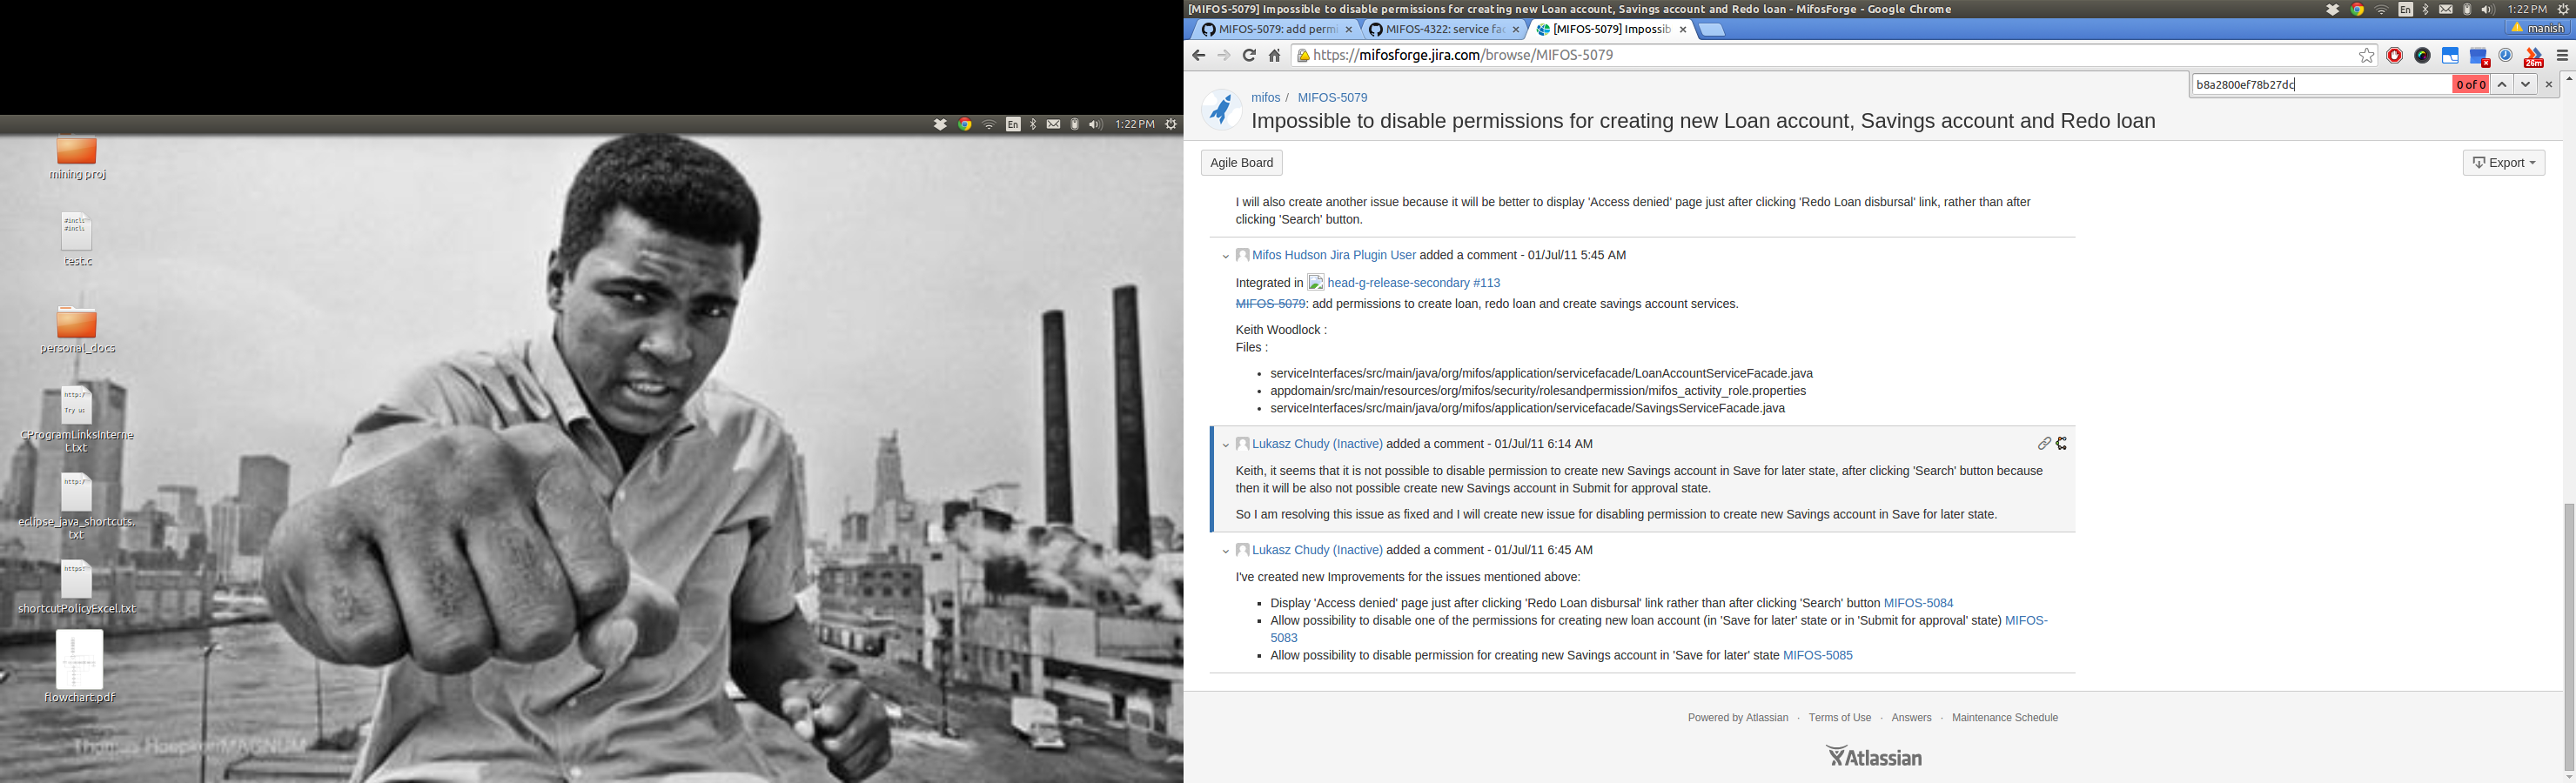 1:22 PM
En
mining proj
#incl
#incl
test.c
personal_docs
http:/
Try us
CProgramLinksInterne
t.txt
http:/
eclipse_java_shortcuts.
txt
https:
shortcutPolicyExcel.txt
flowchart.pdf
Thomas Hoepker/MAGNUM
[MIFOS-5079] Impossible to disable permissions for creating new Loan account, Savings account and Redo loan - MifosForge - Google Chrome
En
1:22 PM
MIFOS-5079: add permi
MIFOS-4322: service fac
[MIFOS-5079] Impossib
manish
https://mifosforge.jira.com/browse/MIFOS-5079
26m
b8a2800ef78b27dc
0 of 0
mifos / MIFOS-5079
Impossible to disable permissions for creating new Loan account, Savings account and Redo loan
Agile Board
Export
I will also create another issue because it will be better to display 'Access denied' page just after clicking 'Redo Loan disbursal' link, rather than after
clicking 'Search' button.
Mifos Hudson Jira Plugin User added a comment - 01/Jul/11 5:45 AM
Integrated in head-g-release-secondary #113
MIFOS-5079: add permissions to create loan, redo loan and create savings account services.
Keith Woodlock :
Files :
• serviceInterfaces/src/main/java/org/mifos/application/servicefacade/LoanAccountServiceFacade.java
• appdomain/src/main/resources/org/mifos/security/rolesandpermission/mifos_activity_role.properties
• serviceInterfaces/src/main/java/org/mifos/application/servicefacade/SavingsServiceFacade.java
Lukasz Chudy (Inactive) added a comment - 01/Jul/11 6:14 AM
Keith, it seems that it is not possible to disable permission to create new Savings account in Save for later state, after clicking 'Search' button because
then it will be also not possible create new Savings account in Submit for approval state.
So I am resolving this issue as fixed and I will create new issue for disabling permission to create new Savings account in Save for later state.
Lukasz Chudy (Inactive) added a comment - 01/Jul/11 6:45 AM
I've created new Improvements for the issues mentioned above:
▪ Display 'Access denied' page just after clicking 'Redo Loan disbursal' link rather than after clicking 'Search' button MIFOS-5084
▪ Allow possibility to disable one of the permissions for creating new loan account (in 'Save for later' state or in 'Submit for approval' state) MIFOS-
5083
▪ Allow possibility to disable permission for creating new Savings account in 'Save for later' state MIFOS-5085
Powered by Atlassian · Terms of Use · Answers · Maintenance Schedule
Atlassian